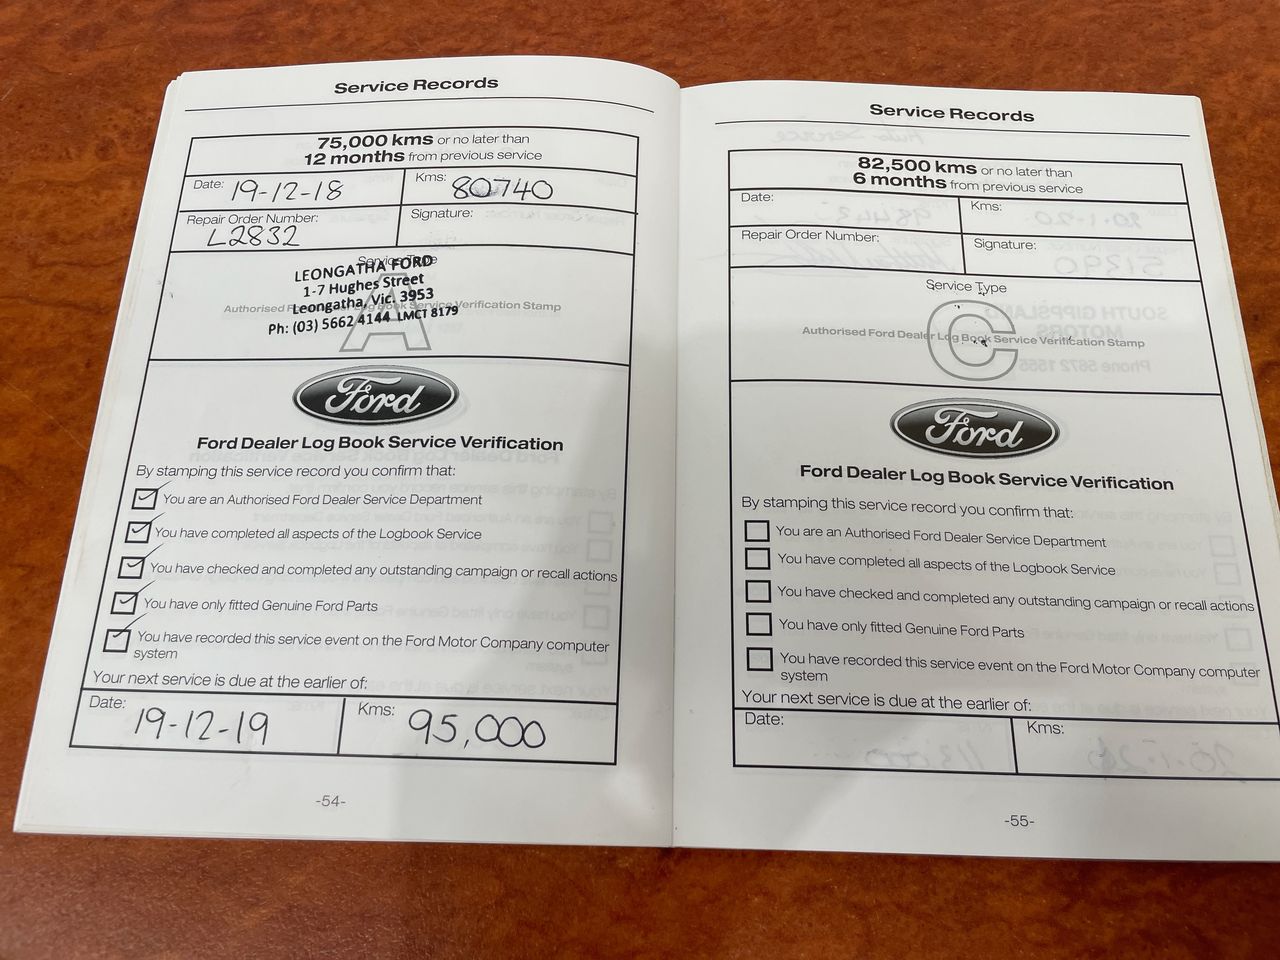 Service Records
75,000 kms or no later than
12 months from previous service
Date: 19-12-18
Kms: 80740
Repair Order Number:
L2832
Signature:
Service Type
LEONGATHA FORD
1-7 Hughes Street
Leongatha, Vic. 3953
Ph: (03) 5662 4144 LMCT 8179
Authorised Book Service Verification Stamp
A
Ford
Ford Dealer Log Book Service Verification
By stamping this service record you confirm that:
You are an Authorised Ford Dealer Service Department
You have completed all aspects of the Logbook Service
You have checked and completed any outstanding campaign or recall actions
You have only fitted Genuine Ford Parts
You have recorded this service event on the Ford Motor Company computer
system
Your next service is due at the earlier of:
Date: 19-12-19
Kms: 95,000
-54-
Service Records
82,500 kms or no later than
6 months from previous service
Date:
Kms:
Repair Order Number:
Signature:
Service Type
C
Authorised Ford Dealer Log Book Service Verification Stamp
Ford
Ford Dealer Log Book Service Verification
By stamping this service record you confirm that:
You are an Authorised Ford Dealer Service Department
You have completed all aspects of the Logbook Service
You have checked and completed any outstanding campaign or recall actions
You have only fitted Genuine Ford Parts
You have recorded this service event on the Ford Motor Company computer
system
Your next service is due at the earlier of:
Date:
Kms:
-55-